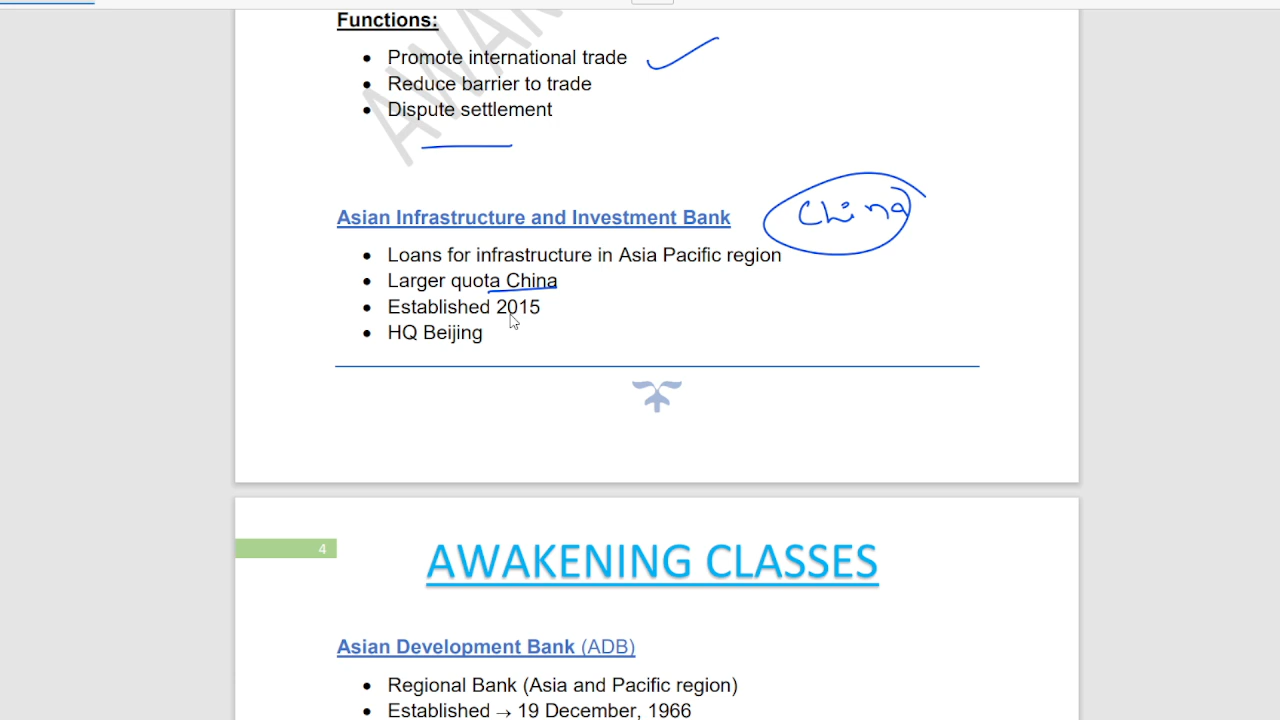 Functions:
• Promote international trade
• Reduce barrier to trade
• Dispute settlement
Asian Infrastructure and Investment Bank
China
• Loans for infrastructure in Asia Pacific region
• Larger quota China
• Established 2015
• HQ Beijing
4
AWAKENING CLASSES
Asian Development Bank (ADB)
• Regional Bank (Asia and Pacific region)
• Established → 19 December, 1966